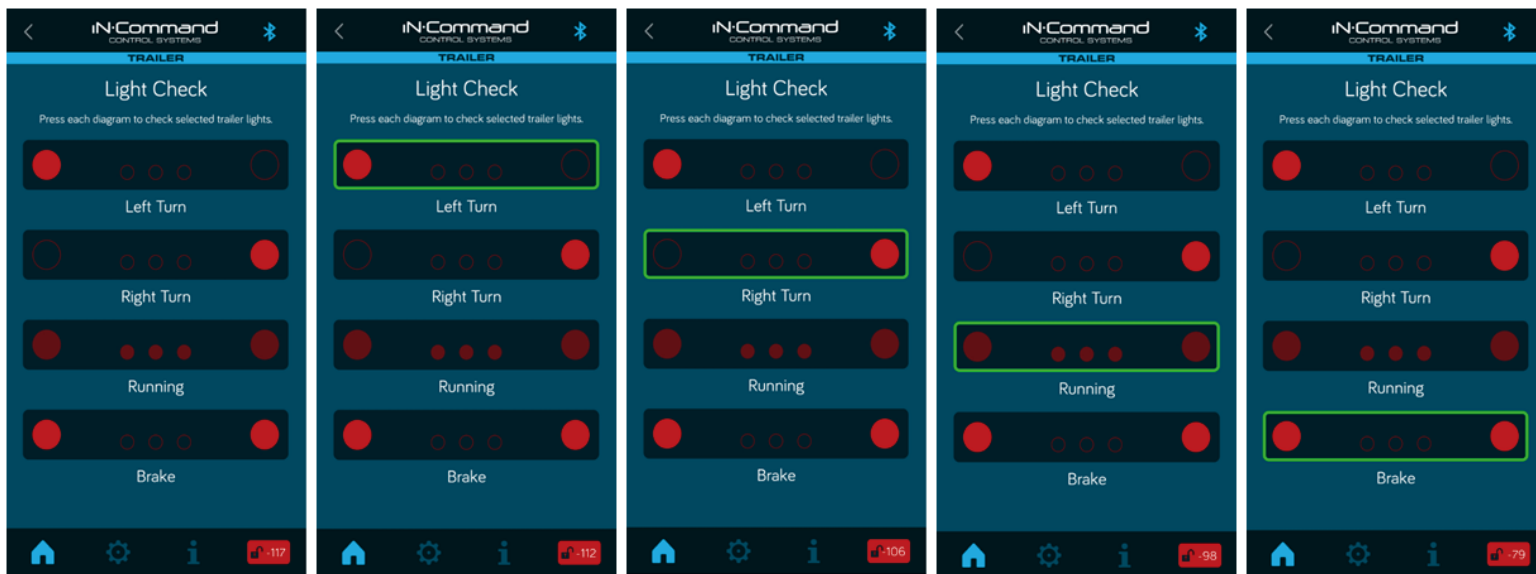 iN·Command
CONTROL SYSTEMS
TRAILER
Light Check
Press each diagram to check selected trailer lights.
Left Turn
Right Turn
Running
Brake
-117
iN·Command
CONTROL SYSTEMS
TRAILER
Light Check
Press each diagram to check selected trailer lights.
Left Turn
Right Turn
Running
Brake
-112
iN·Command
CONTROL SYSTEMS
TRAILER
Light Check
Press each diagram to check selected trailer lights.
Left Turn
Right Turn
Running
Brake
-106
iN·Command
CONTROL SYSTEMS
TRAILER
Light Check
Press each diagram to check selected trailer lights.
Left Turn
Right Turn
Running
Brake
-98
iN·Command
CONTROL SYSTEMS
TRAILER
Light Check
Press each diagram to check selected trailer lights.
Left Turn
Right Turn
Running
Brake
-79